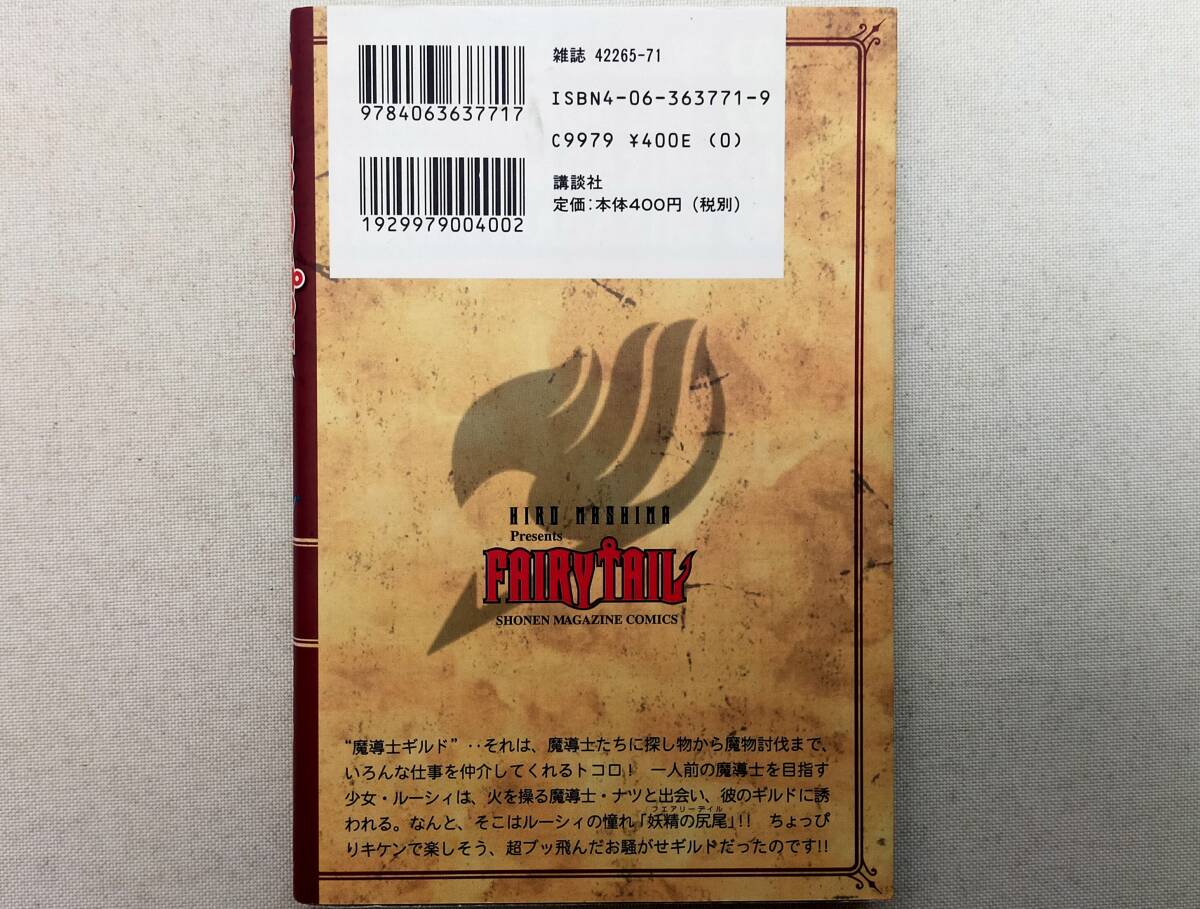 雑誌 42265-71
9784063637717
ISBN4-06-363771-9
C9979 ¥400E (0)
1929979004002
講談社
定価:本体400円(税別)
HIRO MASHIMA
Presents
FAIRY TAIL
SHONEN MAGAZINE COMICS
“魔導士ギルド”‥それは、魔導士たちに探し物から魔物討伐まで、
いろんな仕事を仲介してくれるトコロ! 一人前の魔導士を目指す
少女・ルーシィは、火を操る魔導士・ナツと出会い、彼のギルドに誘
フェアリーテイル
われる。なんと、そこはルーシィの憧れ「妖精の尻尾」!! ちょっぴ
りキケンで楽しそう、超ブッ飛んだお騒がせギルドだったのです!!